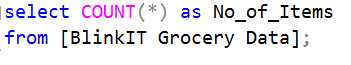 select COUNT(*) as No_of_Items
from [BlinkIT Grocery Data];